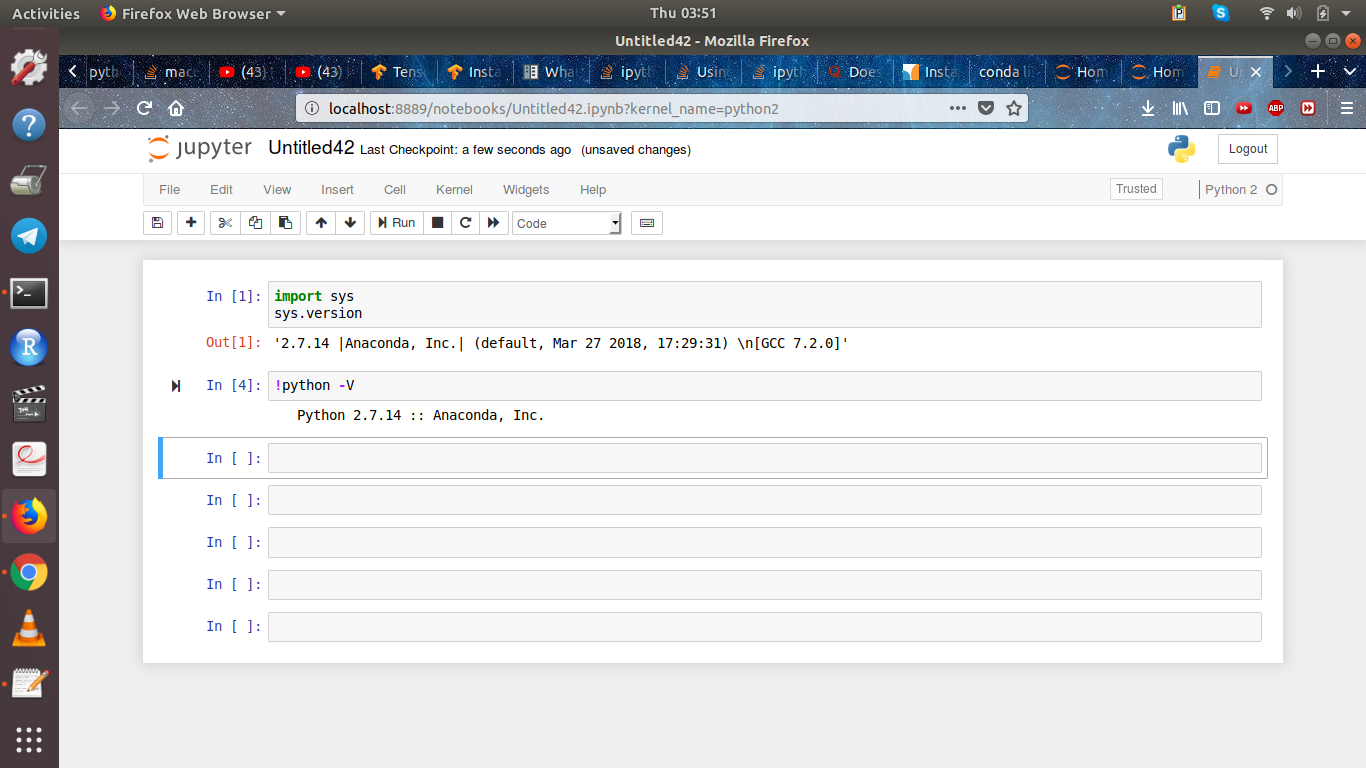 Activities
Firefox Web Browser
Thu 03:51
Untitled42 - Mozilla Firefox
pyth
macc
(43)
(43)
Tens
Insta
Wha
ipyth
Usin
ipyth
Does
Insta
conda li
Hom
Hom
localhost:8889/notebooks/Untitled42.ipynb?kernel_name=python2
ABP
jupyter Untitled42 Last Checkpoint: a few seconds ago (unsaved changes)
Logout
File Edit View Insert Cell Kernel Widgets Help
Trusted
Python 2
Run
Code
In [1]: import sys
sys.version
Out[1]: '2.7.14 |Anaconda, Inc.| (default, Mar 27 2018, 17:29:31) \n[GCC 7.2.0]'
In [4]: !python -V
Python 2.7.14 :: Anaconda, Inc.
In [ ]:
In [ ]:
In [ ]:
In [ ]:
In [ ]: